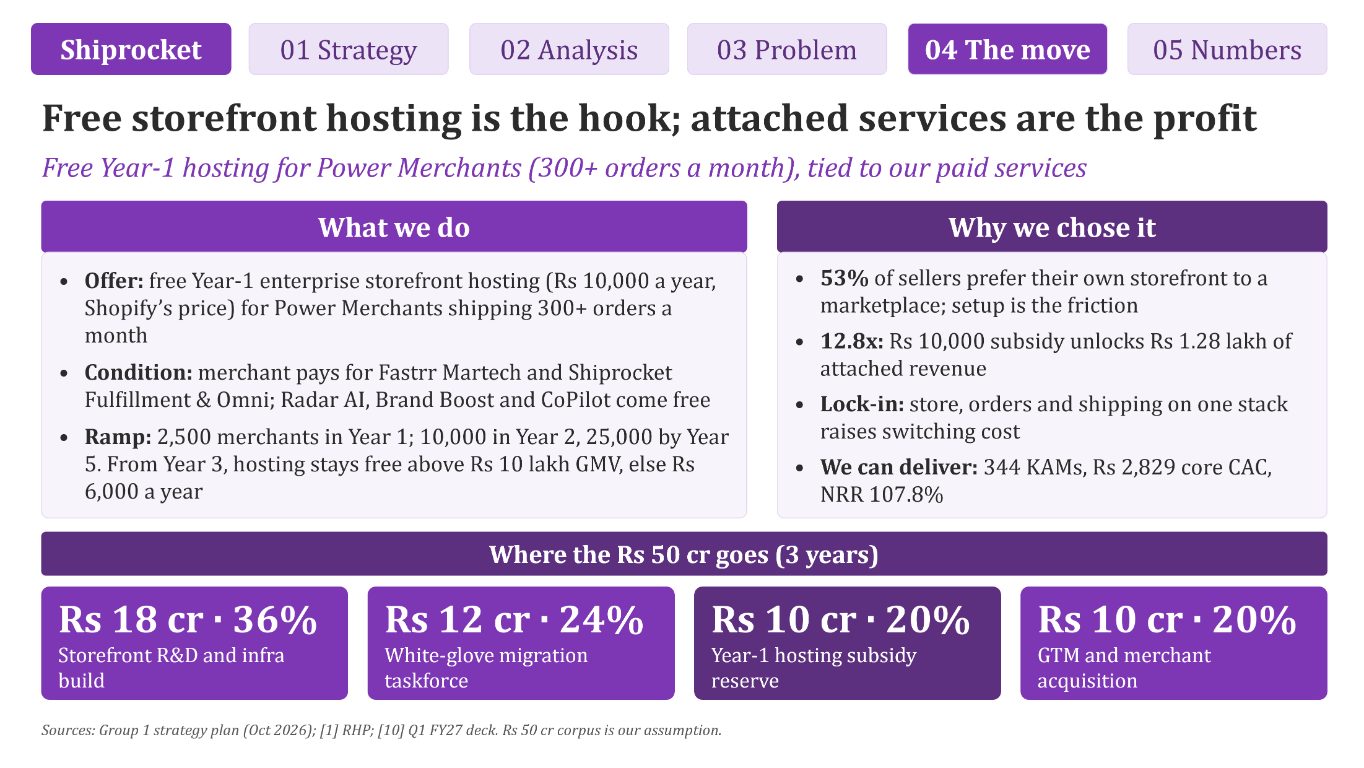 Shiprocket
01 Strategy
02 Analysis
03 Problem
04 The move
05 Numbers
Free storefront hosting is the hook; attached services are the profit
Free Year-1 hosting for Power Merchants (300+ orders a month), tied to our paid services
What we do
• Offer: free Year-1 enterprise storefront hosting (Rs 10,000 a year,
Shopify’s price) for Power Merchants shipping 300+ orders a
month
• Condition: merchant pays for Fastrr Martech and Shiprocket
Fulfillment & Omni; Radar AI, Brand Boost and CoPilot come free
• Ramp: 2,500 merchants in Year 1; 10,000 in Year 2, 25,000 by Year
5. From Year 3, hosting stays free above Rs 10 lakh GMV, else Rs
6,000 a year
Why we chose it
• 53% of sellers prefer their own storefront to a
marketplace; setup is the friction
• 12.8x: Rs 10,000 subsidy unlocks Rs 1.28 lakh of
attached revenue
• Lock-in: store, orders and shipping on one stack
raises switching cost
• We can deliver: 344 KAMs, Rs 2,829 core CAC,
NRR 107.8%
Where the Rs 50 cr goes (3 years)
Rs 18 cr · 36%
Storefront R&D and infra
build
Rs 12 cr · 24%
White-glove migration
taskforce
Rs 10 cr · 20%
Year-1 hosting subsidy
reserve
Rs 10 cr · 20%
GTM and merchant
acquisition
Sources: Group 1 strategy plan (Oct 2026); [1] RHP; [10] Q1 FY27 deck. Rs 50 cr corpus is our assumption.